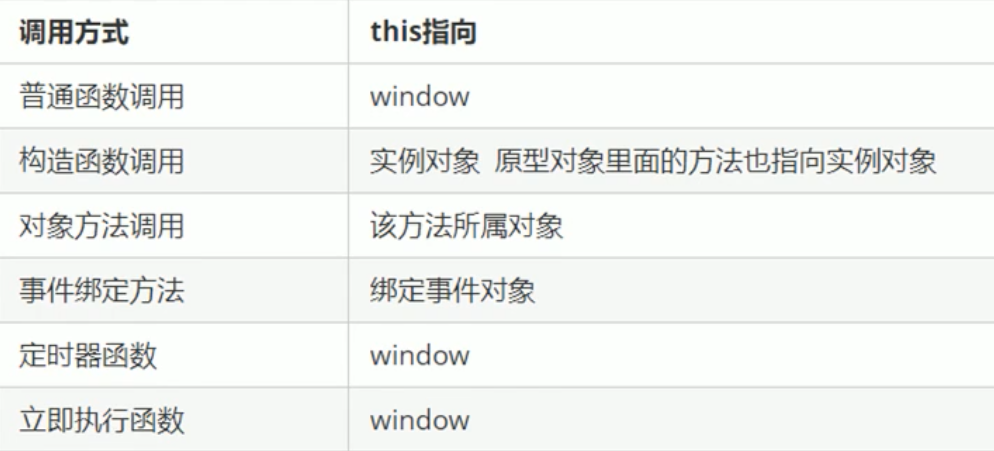 调用方式 this指向
普通函数调用 window
构造函数调用 实例对象 原型对象里面的方法也指向实例对象
对象方法调用 该方法所属对象
事件绑定方法 绑定事件对象
定时器函数 window
立即执行函数 window